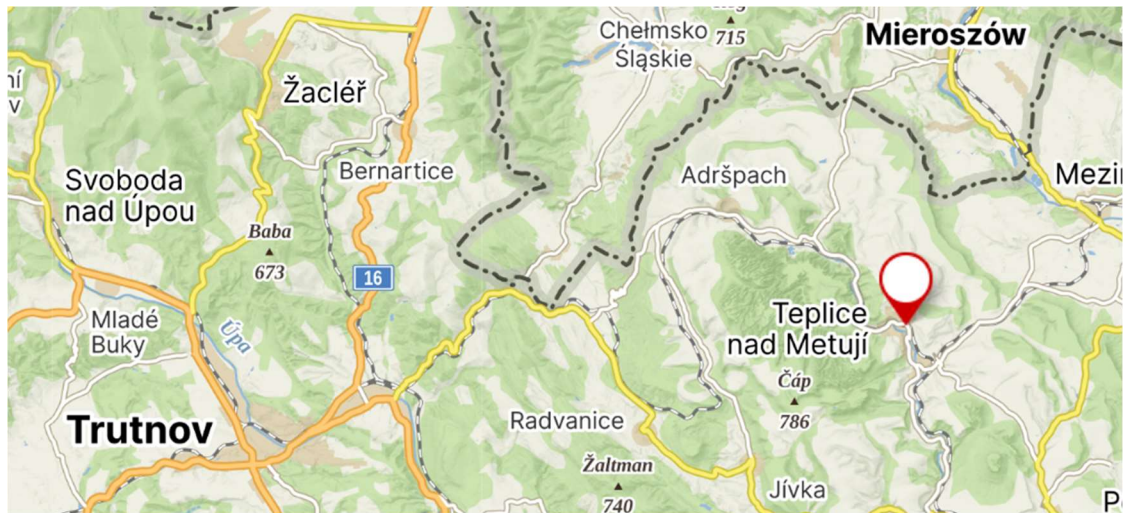 Chełmsko
Śląskie
715
Mieroszów
Žacléř
Bernartice
Adršpach
Svoboda
nad Úpou
Baba
673
16
Mladé
Buky
Úpa
Teplice
nad Metují
Čáp
786
Trutnov
Radvanice
Žaltman
740
Jívka